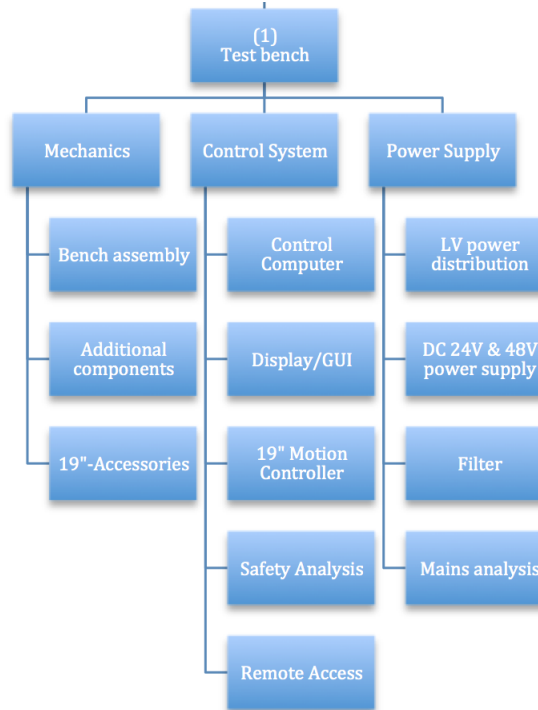 (1)
Test bench
Mechanics
Control System
Power Supply
Bench assembly
Control
Computer
LV power
distribution
Additional
components
Display/GUI
DC 24V & 48V
power supply
19"-Accessories
19" Motion
Controller
Filter
Safety Analysis
Mains analysis
Remote Access